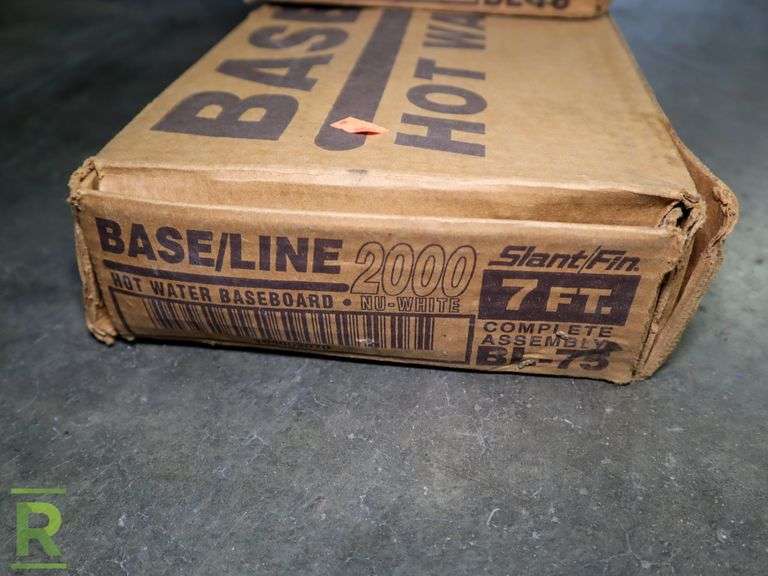 BASE
HOT WA
BASE/LINE 2000
HOT WATER BASEBOARD • NU-WHITE
Slant/Fin.
7 FT.
COMPLETE
ASSEMBLY
BL-75
R